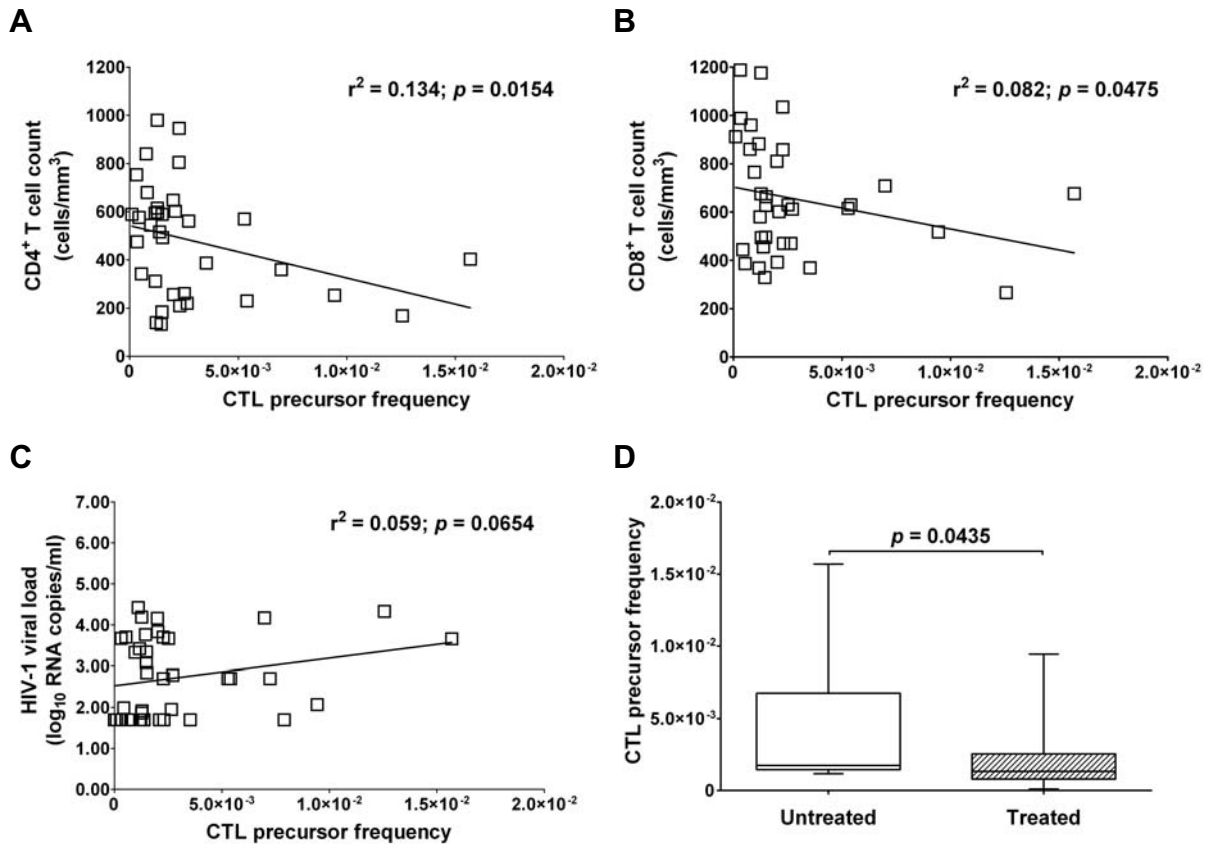 A
r² = 0.134; p = 0.0154
CD4⁺ T cell count
(cells/mm³)
1200
1000
800
600
400
200
0
0 5.0×10⁻³ 1.0×10⁻² 1.5×10⁻² 2.0×10⁻²
CTL precursor frequency
B
r² = 0.082; p = 0.0475
CD8⁺ T cell count
(cells/mm³)
1200
1000
800
600
400
200
0
0 5.0×10⁻³ 1.0×10⁻² 1.5×10⁻² 2.0×10⁻²
CTL precursor frequency
C
r² = 0.059; p = 0.0654
HIV-1 viral load
(log₁₀ RNA copies/ml)
7.00
6.00
5.00
4.00
3.00
2.00
1.00
0.00
0 5.0×10⁻³ 1.0×10⁻² 1.5×10⁻² 2.0×10⁻²
CTL precursor frequency
D
p = 0.0435
CTL precursor frequency
2.0×10⁻²
1.5×10⁻²
1.0×10⁻²
5.0×10⁻³
0
Untreated Treated